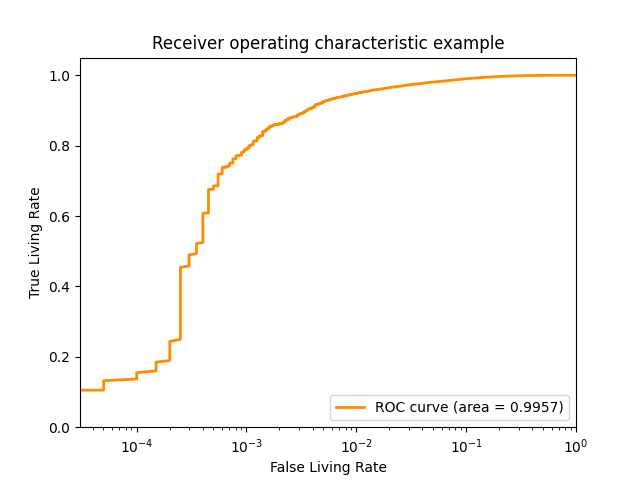 Receiver operating characteristic example
1.0
0.8
0.6
0.4
0.2
0.0
True Living Rate
10⁻⁴ 10⁻³ 10⁻² 10⁻¹ 10⁰
False Living Rate
ROC curve (area = 0.9957)